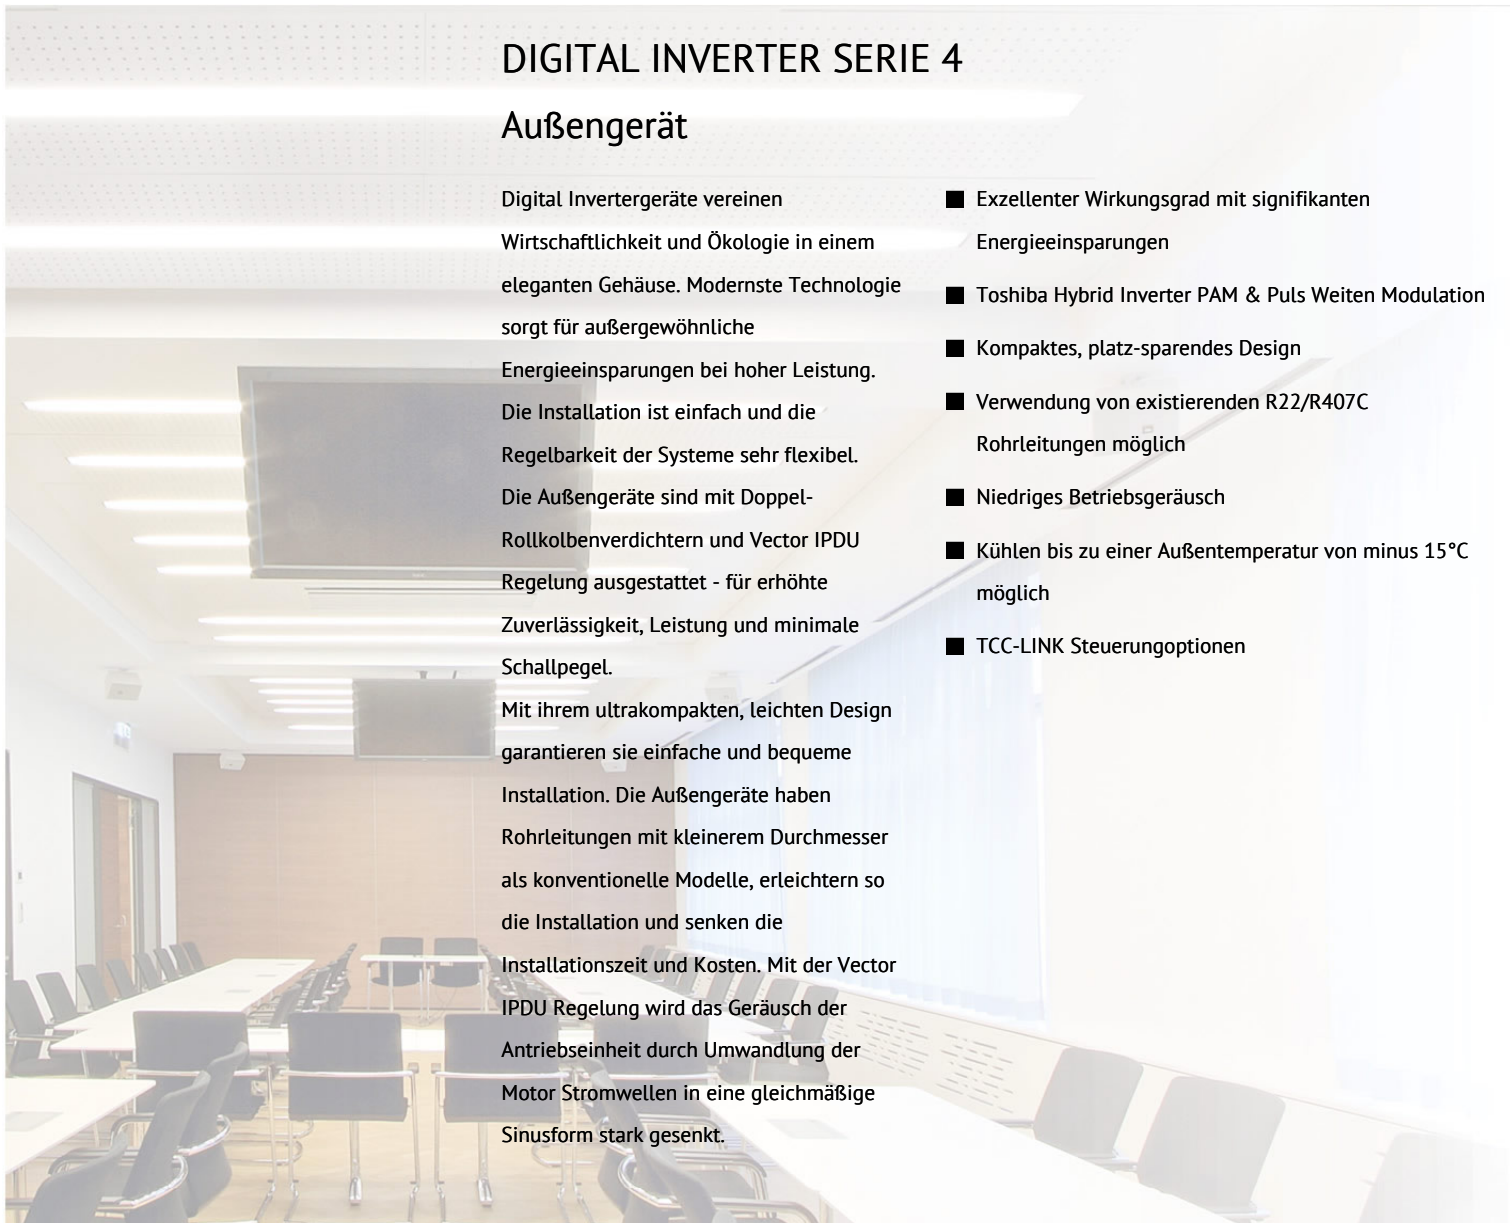 DIGITAL INVERTER SERIE 4
Außengerät
Digital Invertergeräte vereinen
Wirtschaftlichkeit und Ökologie in einem
eleganten Gehäuse. Modernste Technologie
sorgt für außergewöhnliche
Energieeinsparungen bei hoher Leistung.
Die Installation ist einfach und die
Regelbarkeit der Systeme sehr flexibel.
Die Außengeräte sind mit Doppel-
Rollkolbenverdichtern und Vector IPDU
Regelung ausgestattet - für erhöhte
Zuverlässigkeit, Leistung und minimale
Schallpegel.
Mit ihrem ultrakompakten, leichten Design
garantieren sie einfache und bequeme
Installation. Die Außengeräte haben
Rohrleitungen mit kleinerem Durchmesser
als konventionelle Modelle, erleichtern so
die Installation und senken die
Installationszeit und Kosten. Mit der Vector
IPDU Regelung wird das Geräusch der
Antriebseinheit durch Umwandlung der
Motor Stromwellen in eine gleichmäßige
Sinusform stark gesenkt.
■ Exzellenter Wirkungsgrad mit signifikanten
Energieeinsparungen
■ Toshiba Hybrid Inverter PAM & Puls Weiten Modulation
■ Kompaktes, platz-sparendes Design
■ Verwendung von existierenden R22/R407C
Rohrleitungen möglich
■ Niedriges Betriebsgeräusch
■ Kühlen bis zu einer Außentemperatur von minus 15°C
möglich
■ TCC-LINK Steuerungoptionen